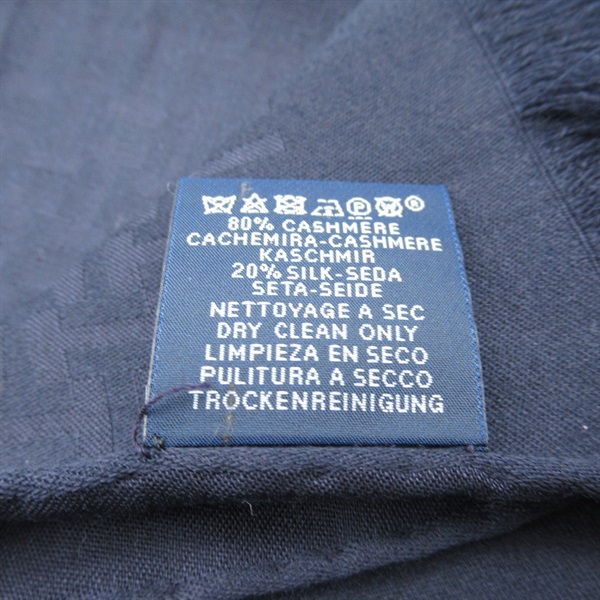 ®
80% CASHMERE
CACHEMIRA-CASHMERE
KASCHMIR
20% SILK-SEDA
SETA-SEIDE
NETTOYAGE A SEC
DRY CLEAN ONLY
LIMPIEZA EN SECO
PULITURA A SECCO
TROCKENREINIGUNG